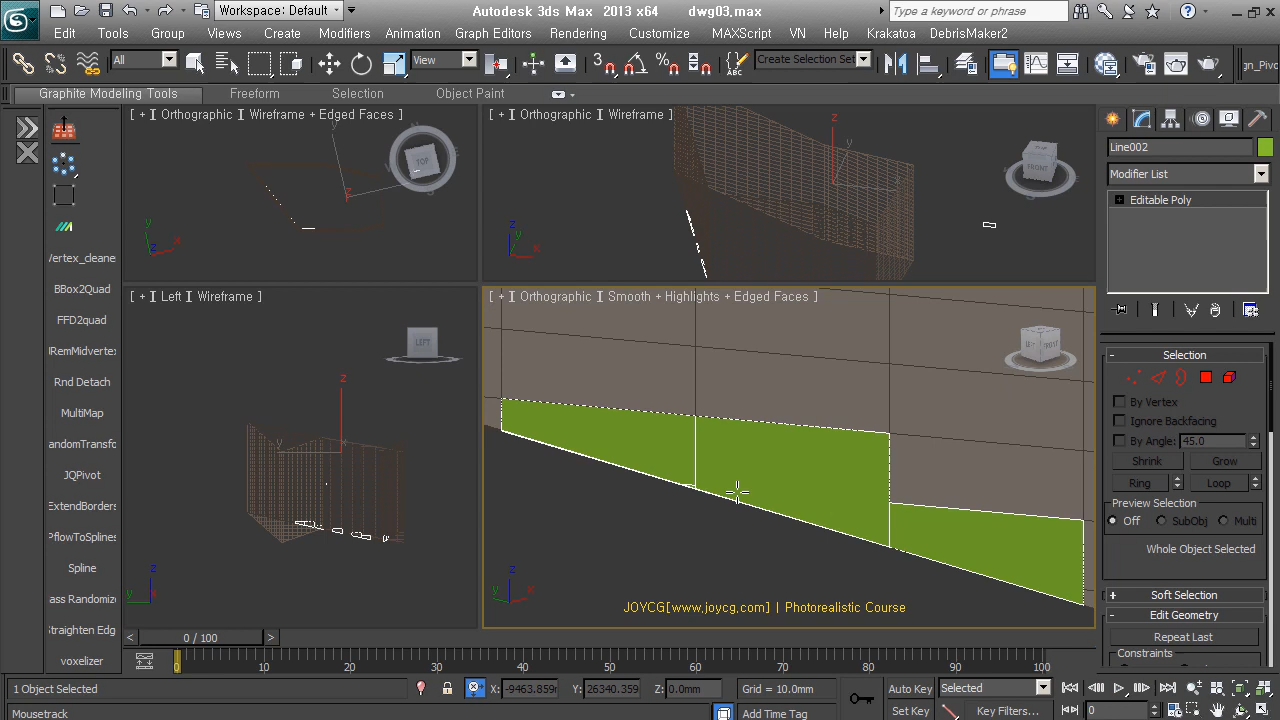 Workspace: Default
Autodesk 3ds Max 2013 x64 dwg03.max
Type a keyword or phrase
Edit Tools Group Views Create Modifiers Animation Graph Editors Rendering Customize MAXScript VN Help Krakatoa DebrisMaker2
All View 3 Create Selection Set gn_Pivot
Graphite Modeling Tools Freeform Selection Object Paint
[ + ] Orthographic ] Wireframe + Edged Faces ]
[ + ] Orthographic ] Wireframe ]
TOP
FRONT
Line002
Modifier List
Editable Poly
Vertex_cleane
BBox2Quad
FFD2quad
RemMidvertex
Rnd Detach
MultiMap
andomTransfo
JQPivot
ExtendBorders
PflowToSplines
Spline
ass Randomize
Straighten Edg
voxelizer
[ + ] Left ] Wireframe ]
LEFT
[ + ] Orthographic ] Smooth + Highlights + Edged Faces ]
LEFT FRONT
JOYCG[www.joycg.com] | Photorealistic Course
- Selection
By Vertex
Ignore Backfacing
By Angle: 45.0
Shrink Grow
Ring Loop
Preview Selection
Off SubObj Multi
Whole Object Selected
+ Soft Selection
- Edit Geometry
Repeat Last
< 0 / 100 >
0 10 20 30 40 50 60 70 80 90 100
1 Object Selected X: -9463.859 Y: 26340.359 Z: 0.0mm Grid = 10.0mm Auto Key Selected
Mousetrack Add Time Tag Set Key Key Filters... 0